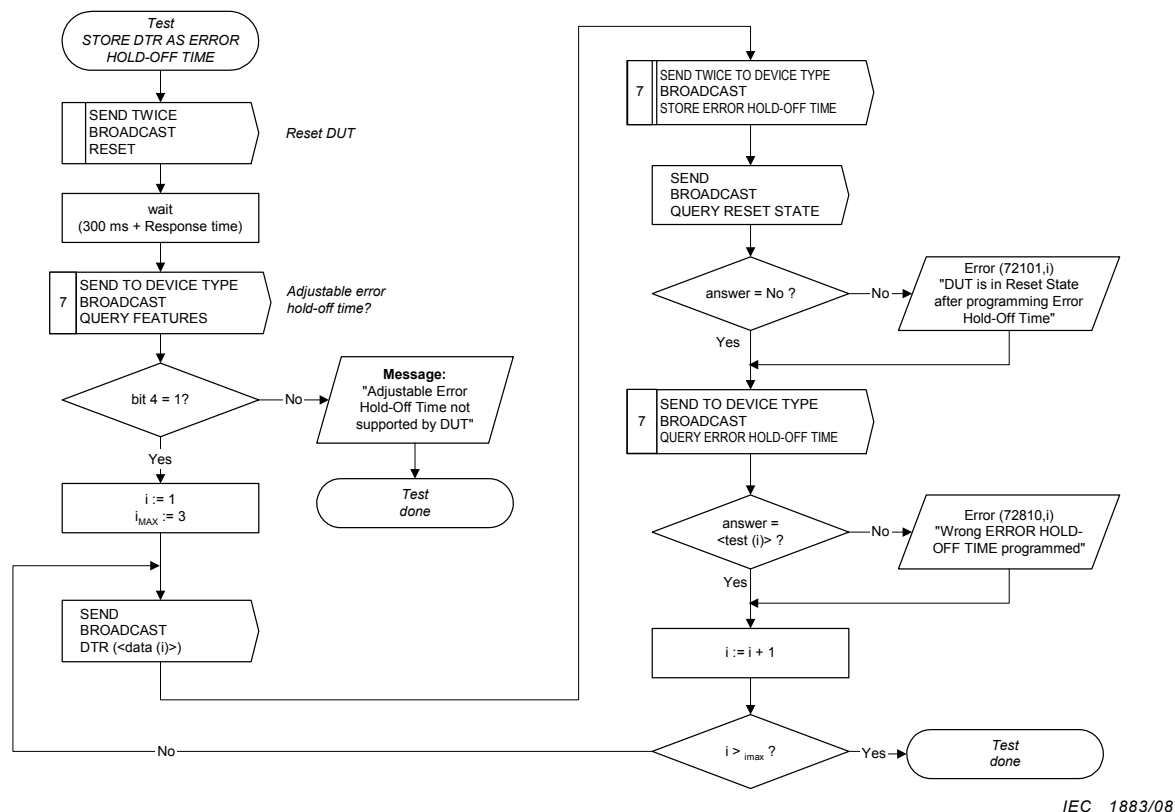 Test
STORE DTR AS ERROR
HOLD-OFF TIME
SEND TWICE
BROADCAST
RESET
Reset DUT
wait
(300 ms + Response time)
7
SEND TO DEVICE TYPE
BROADCAST
QUERY FEATURES
Adjustable error
hold-off time?
bit 4 = 1?
No
Message:
"Adjustable Error
Hold-Off Time not
supported by DUT"
Test
done
Yes
i := 1
iMAX := 3
SEND
BROADCAST
DTR (<data (i)>)
7
SEND TWICE TO DEVICE TYPE
BROADCAST
STORE ERROR HOLD-OFF TIME
SEND
BROADCAST
QUERY RESET STATE
answer = No ?
No
Error (72101,i)
"DUT is in Reset State
after programming Error
Hold-Off Time"
Yes
7
SEND TO DEVICE TYPE
BROADCAST
QUERY ERROR HOLD-OFF TIME
answer =
<test (i)> ?
No
Error (72810,i)
"Wrong ERROR HOLD-
OFF TIME programmed"
Yes
i := i + 1
i > imax ?
No
Yes
Test
done
IEC 1883/08